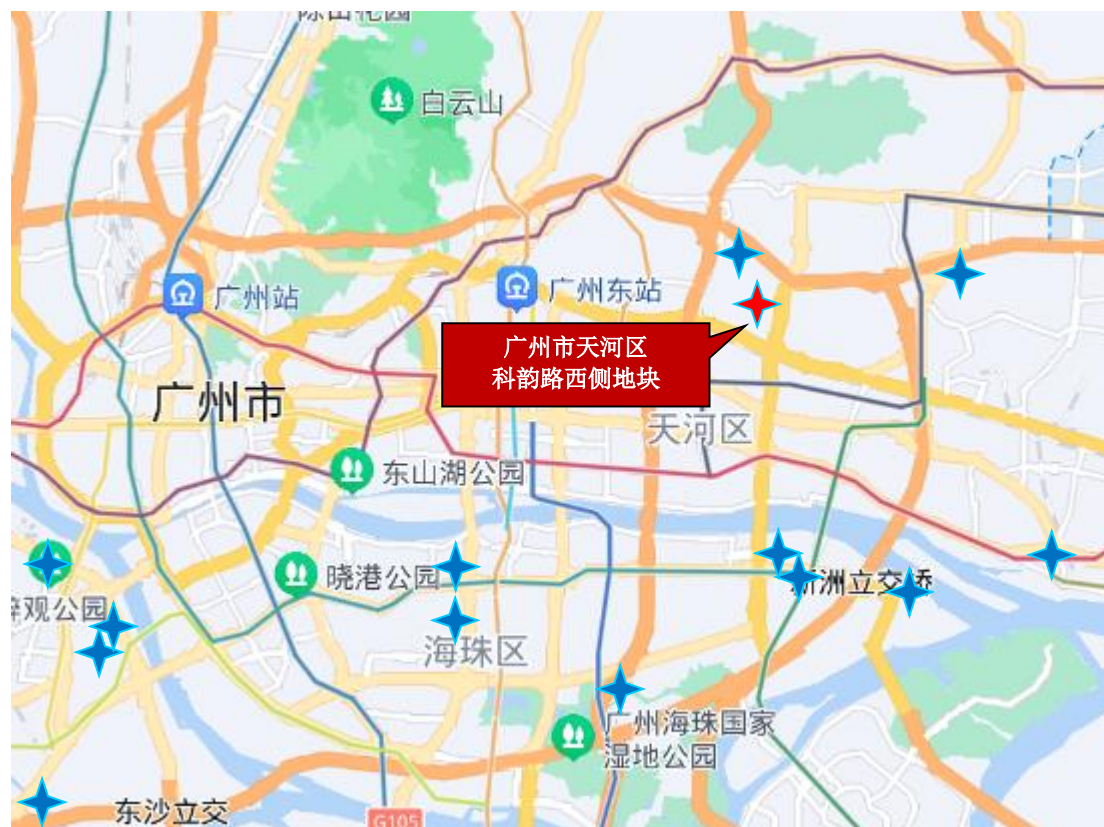 白云山
广州站
广州东站
广州市天河区
科韵路西侧地块
广州市
天河区
东山湖公园
晓港公园
洲立交桥
观公园
海珠区
广州海珠国家
湿地公园
东沙立交
G105